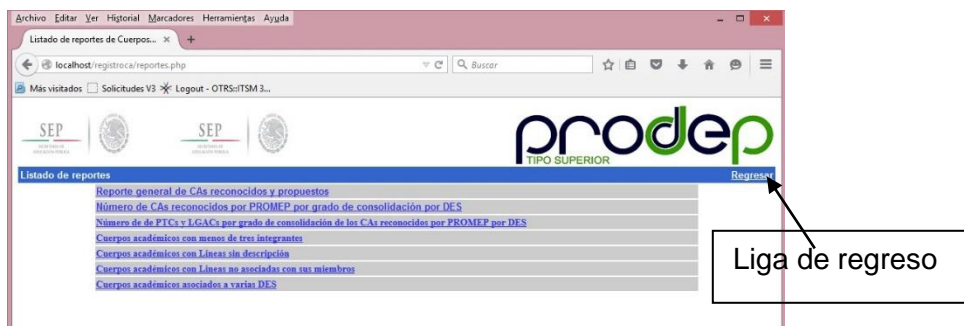 Archivo Editar Ver Historial Marcadores Herramientas Ayuda
Listado de reportes de Cuerpos... × +
localhost/registroca/reportes.php Buscar
Más visitados Solicitudes V3 Logout - OTRS::ITSM 3...
SEP SEP
prodep
TIPO SUPERIOR
Listado de reportes Regresar
Reporte general de CAs reconocidos y propuestos
Número de CAs reconocidos por PROMEP por grado de consolidación por DES
Número de de PTCs y LGACs por grado de consolidación de los CAs reconocidos por PROMEP por DES
Cuerpos académicos con menos de tres integrantes
Cuerpos académicos con Lineas sin descripción
Cuerpos académicos con Lineas no asociadas con sus miembros
Cuerpos académicos asociados a varias DES
Liga de regreso